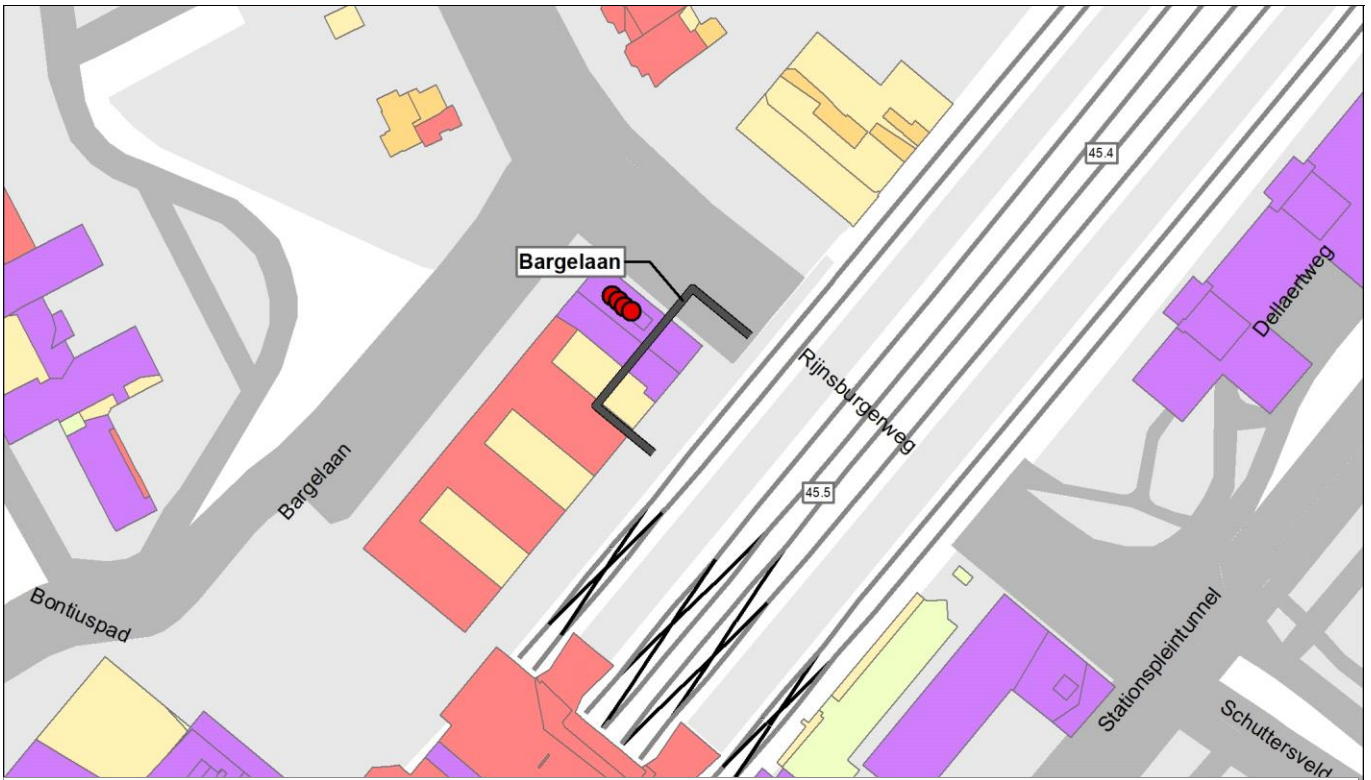 45.4
Bargelaan
Dellaertweg
Rijnsburgerweg
Bargelaan
45.5
Bontiuspad
Stationspleintunnel
Schuttersveld